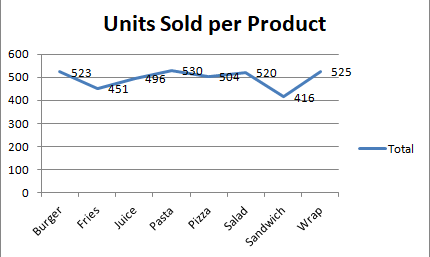 Units Sold per Product
600
500
400
300
200
100
0
523
451
496
530
504
520
416
525
Burger
Fries
Juice
Pasta
Pizza
Salad
Sandwich
Wrap
Total